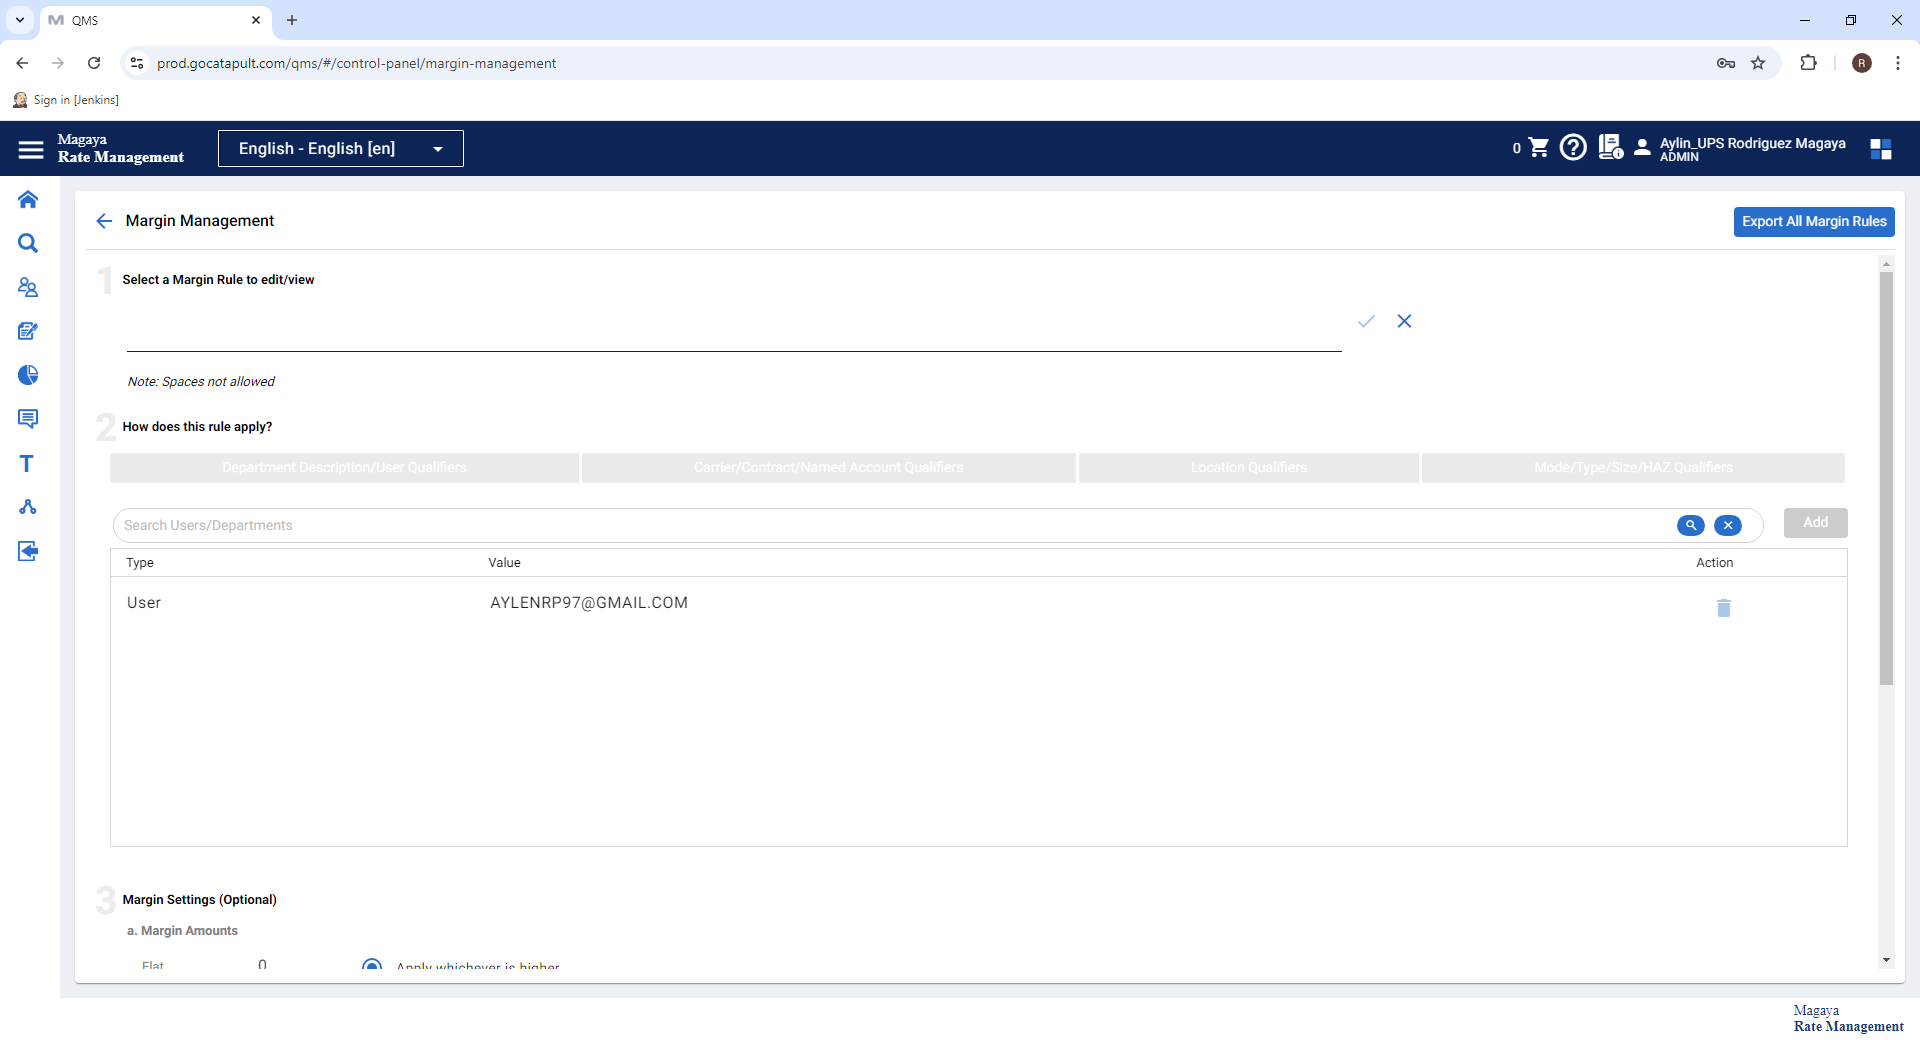 QMS
prod.gocatapult.com/qms/#/control-panel/margin-management
R
Sign in [Jenkins]
Magaya
Rate Management
English - English [en]
0
Aylin_UPS Rodriguez Magaya
ADMIN
Margin Management
Export All Margin Rules
1 Select a Margin Rule to edit/view
Note: Spaces not allowed
2 How does this rule apply?
Department Description/User Qualifiers
Carrier/Contract/Named Account Qualifiers
Location Qualifiers
Mode/Type/Size/HAZ Qualifiers
Search Users/Departments
Add
Type Value Action
User AYLENRP97@GMAIL.COM
3 Margin Settings (Optional)
a. Margin Amounts
Flat 0 Apply whichever is higher
Magaya
Rate Management